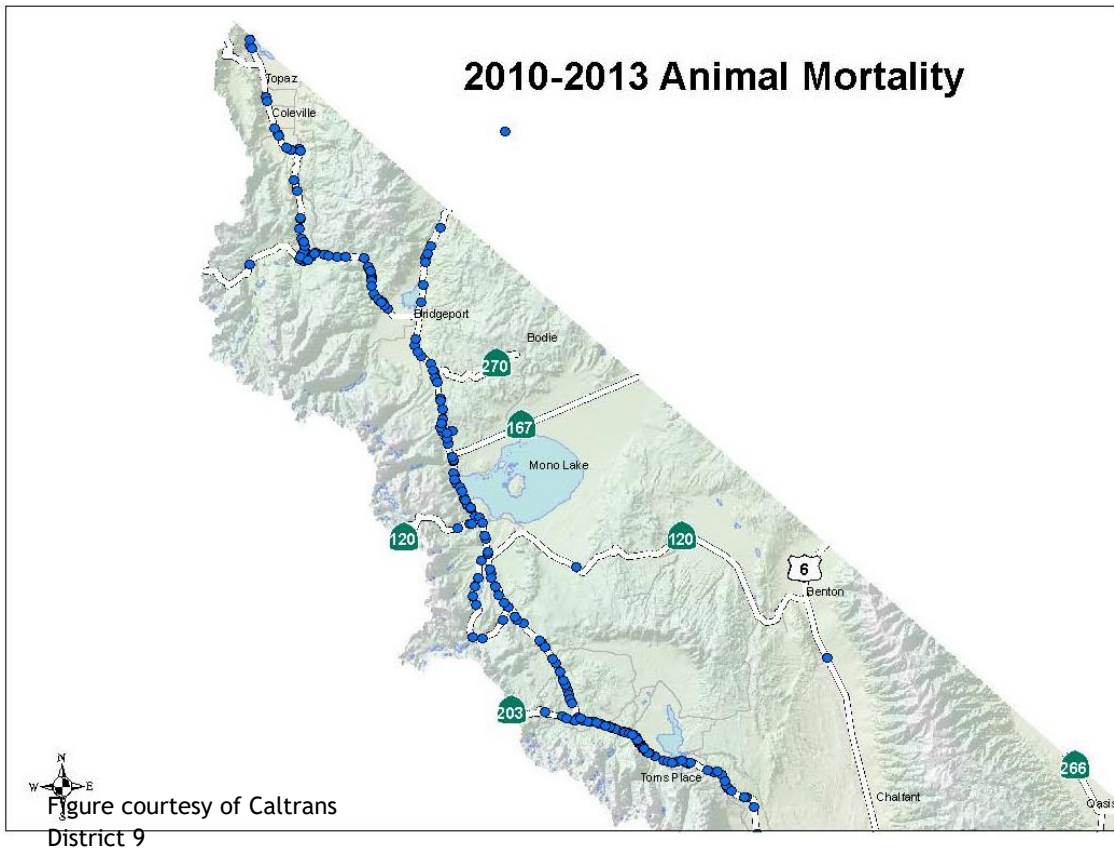 2010-2013 Animal Mortality
Topaz
Coleville
Bridgeport
Bodie
270
167
Mono Lake
120
120
6
Benton
203
Toms Place
Chalfant
266
Oasis
N
W E
S
Figure courtesy of Caltrans
District 9